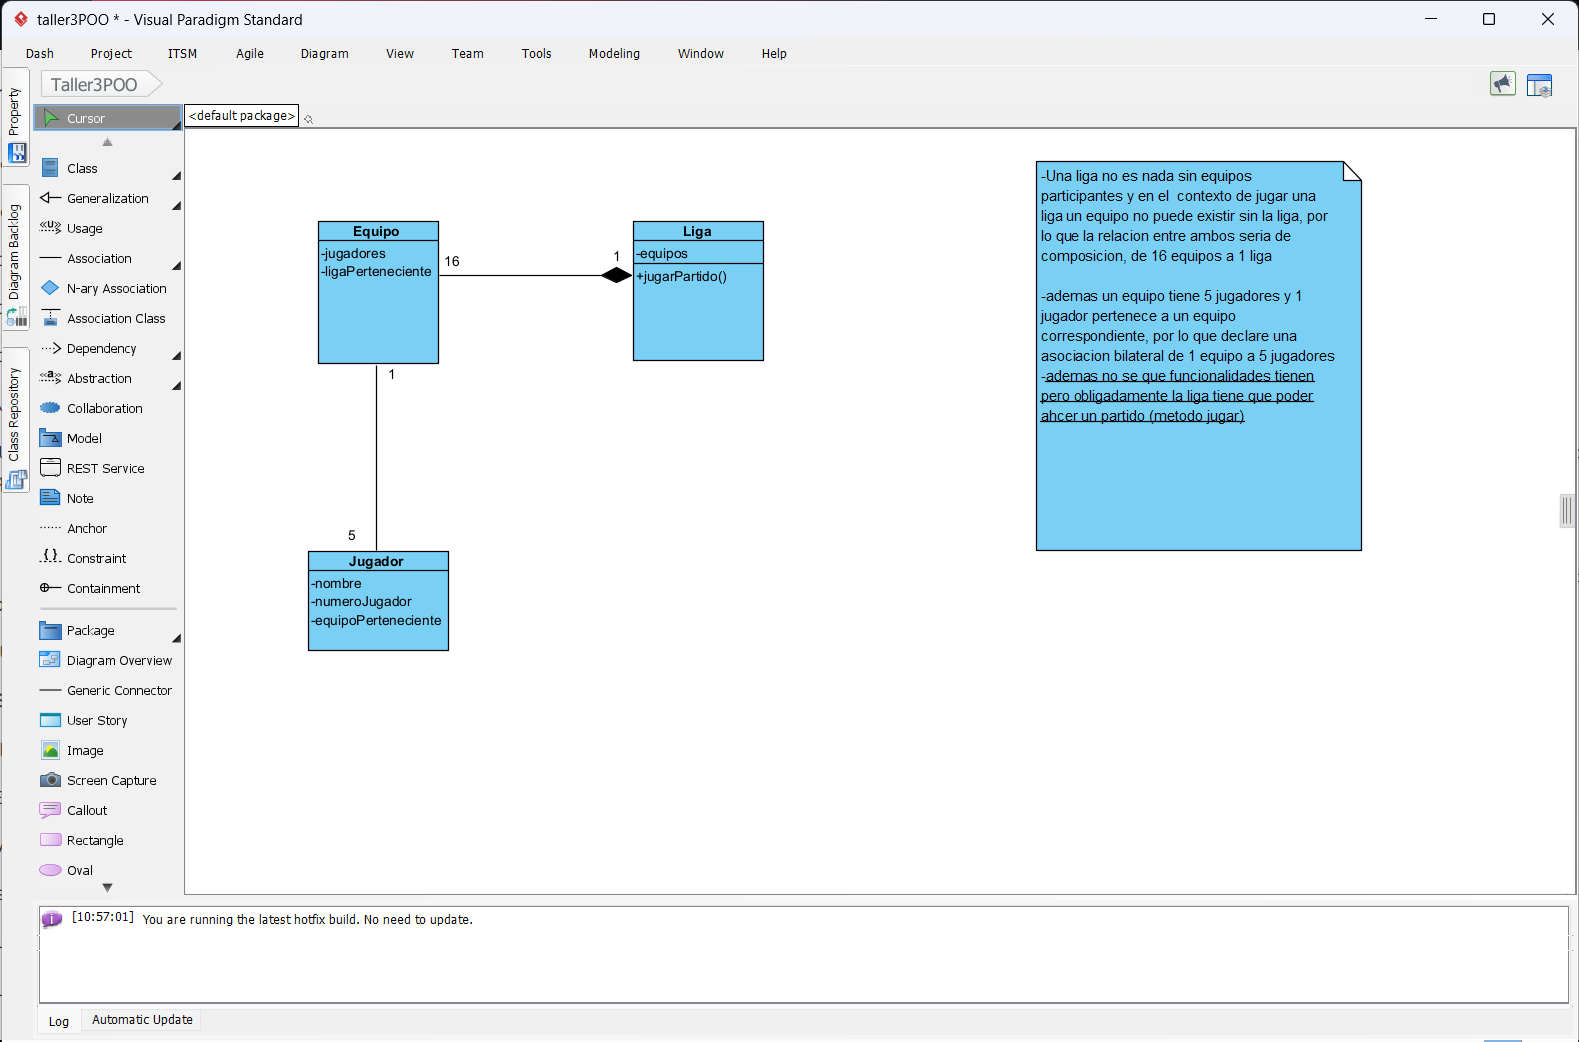 taller3POO * - Visual Paradigm Standard
Dash Project ITSM Agile Diagram View Team Tools Modeling Window Help
Taller3POO
Property
Diagram Backlog
Class Repository
Cursor
Class
Generalization
Usage
Association
N-ary Association
Association Class
Dependency
Abstraction
Collaboration
Model
REST Service
Note
Anchor
Constraint
Containment
Package
Diagram Overview
Generic Connector
User Story
Image
Screen Capture
Callout
Rectangle
Oval
<default package>
Equipo
-jugadores
-ligaPerteneciente
16
1
Liga
-equipos
+jugarPartido()
1
5
Jugador
-nombre
-numeroJugador
-equipoPerteneciente
-Una liga no es nada sin equipos
participantes y en el  contexto de jugar una
liga un equipo no puede existir sin la liga, por
lo que la relacion entre ambos seria de
composicion, de 16 equipos a 1 liga
-ademas un equipo tiene 5 jugadores y 1
jugador pertenece a un equipo
correspondiente, por lo que declare una
asociacion bilateral de 1 equipo a 5 jugadores
-ademas no se que funcionalidades tienen
pero obligadamente la liga tiene que poder
ahcer un partido (metodo jugar)
[10:57:01] You are running the latest hotfix build. No need to update.
Log Automatic Update